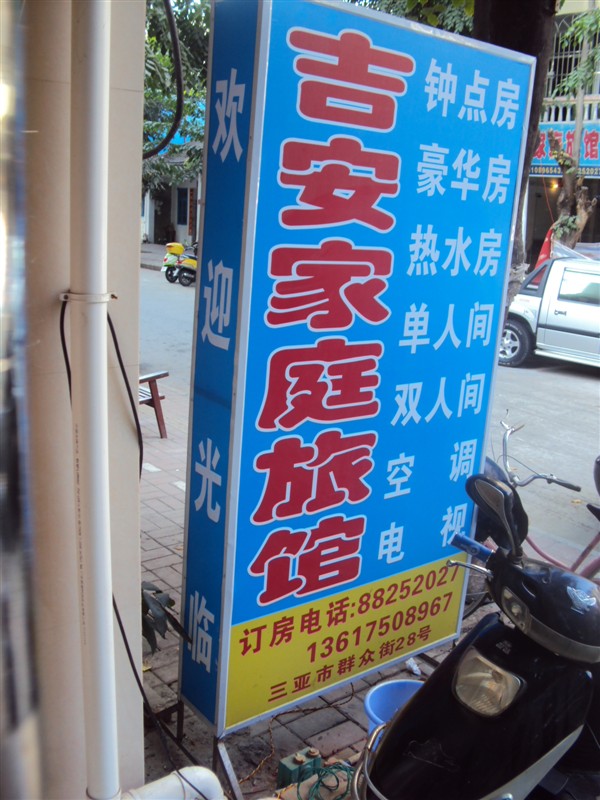 欢迎光临
吉安家庭旅馆
钟点房
豪华房
热水房
单人间
双人间
空调
电视
订房电话:88252027
13617508967
三亚市群众街28号